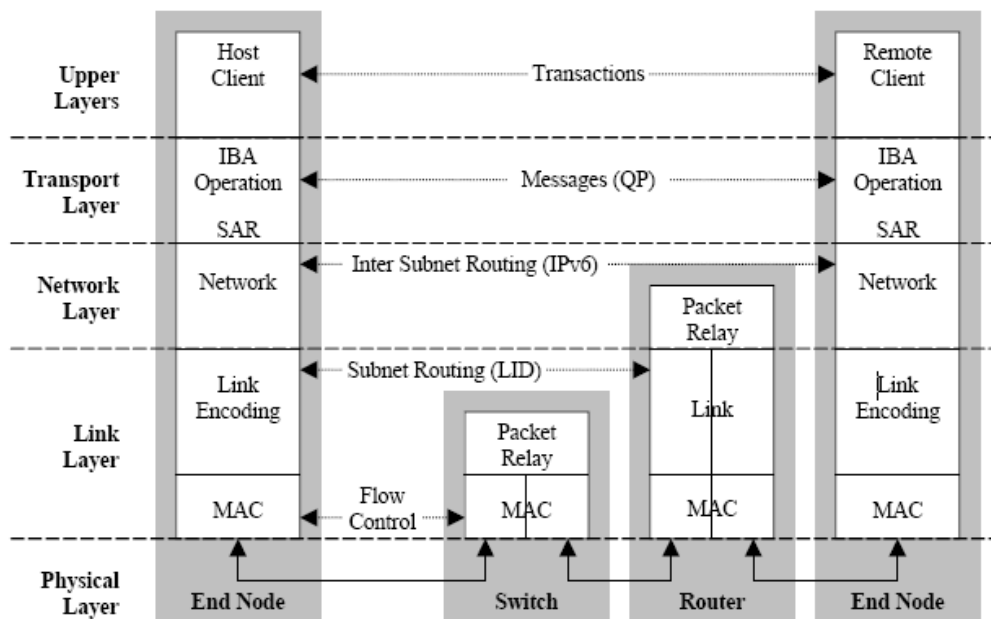 Host
Client
Remote
Client
Upper
Layers
Transactions
IBA
Operation
IBA
Operation
Transport
Layer
Messages (QP)
SAR
SAR
Inter Subnet Routing (IPv6)
Network
Layer
Network
Network
Packet
Relay
Subnet Routing (LID)
Link
Encoding
Link
Link
Encoding
Link
Layer
Packet
Relay
Flow
Control
MAC
MAC
MAC
MAC
Physical
Layer
End Node
Switch
Router
End Node